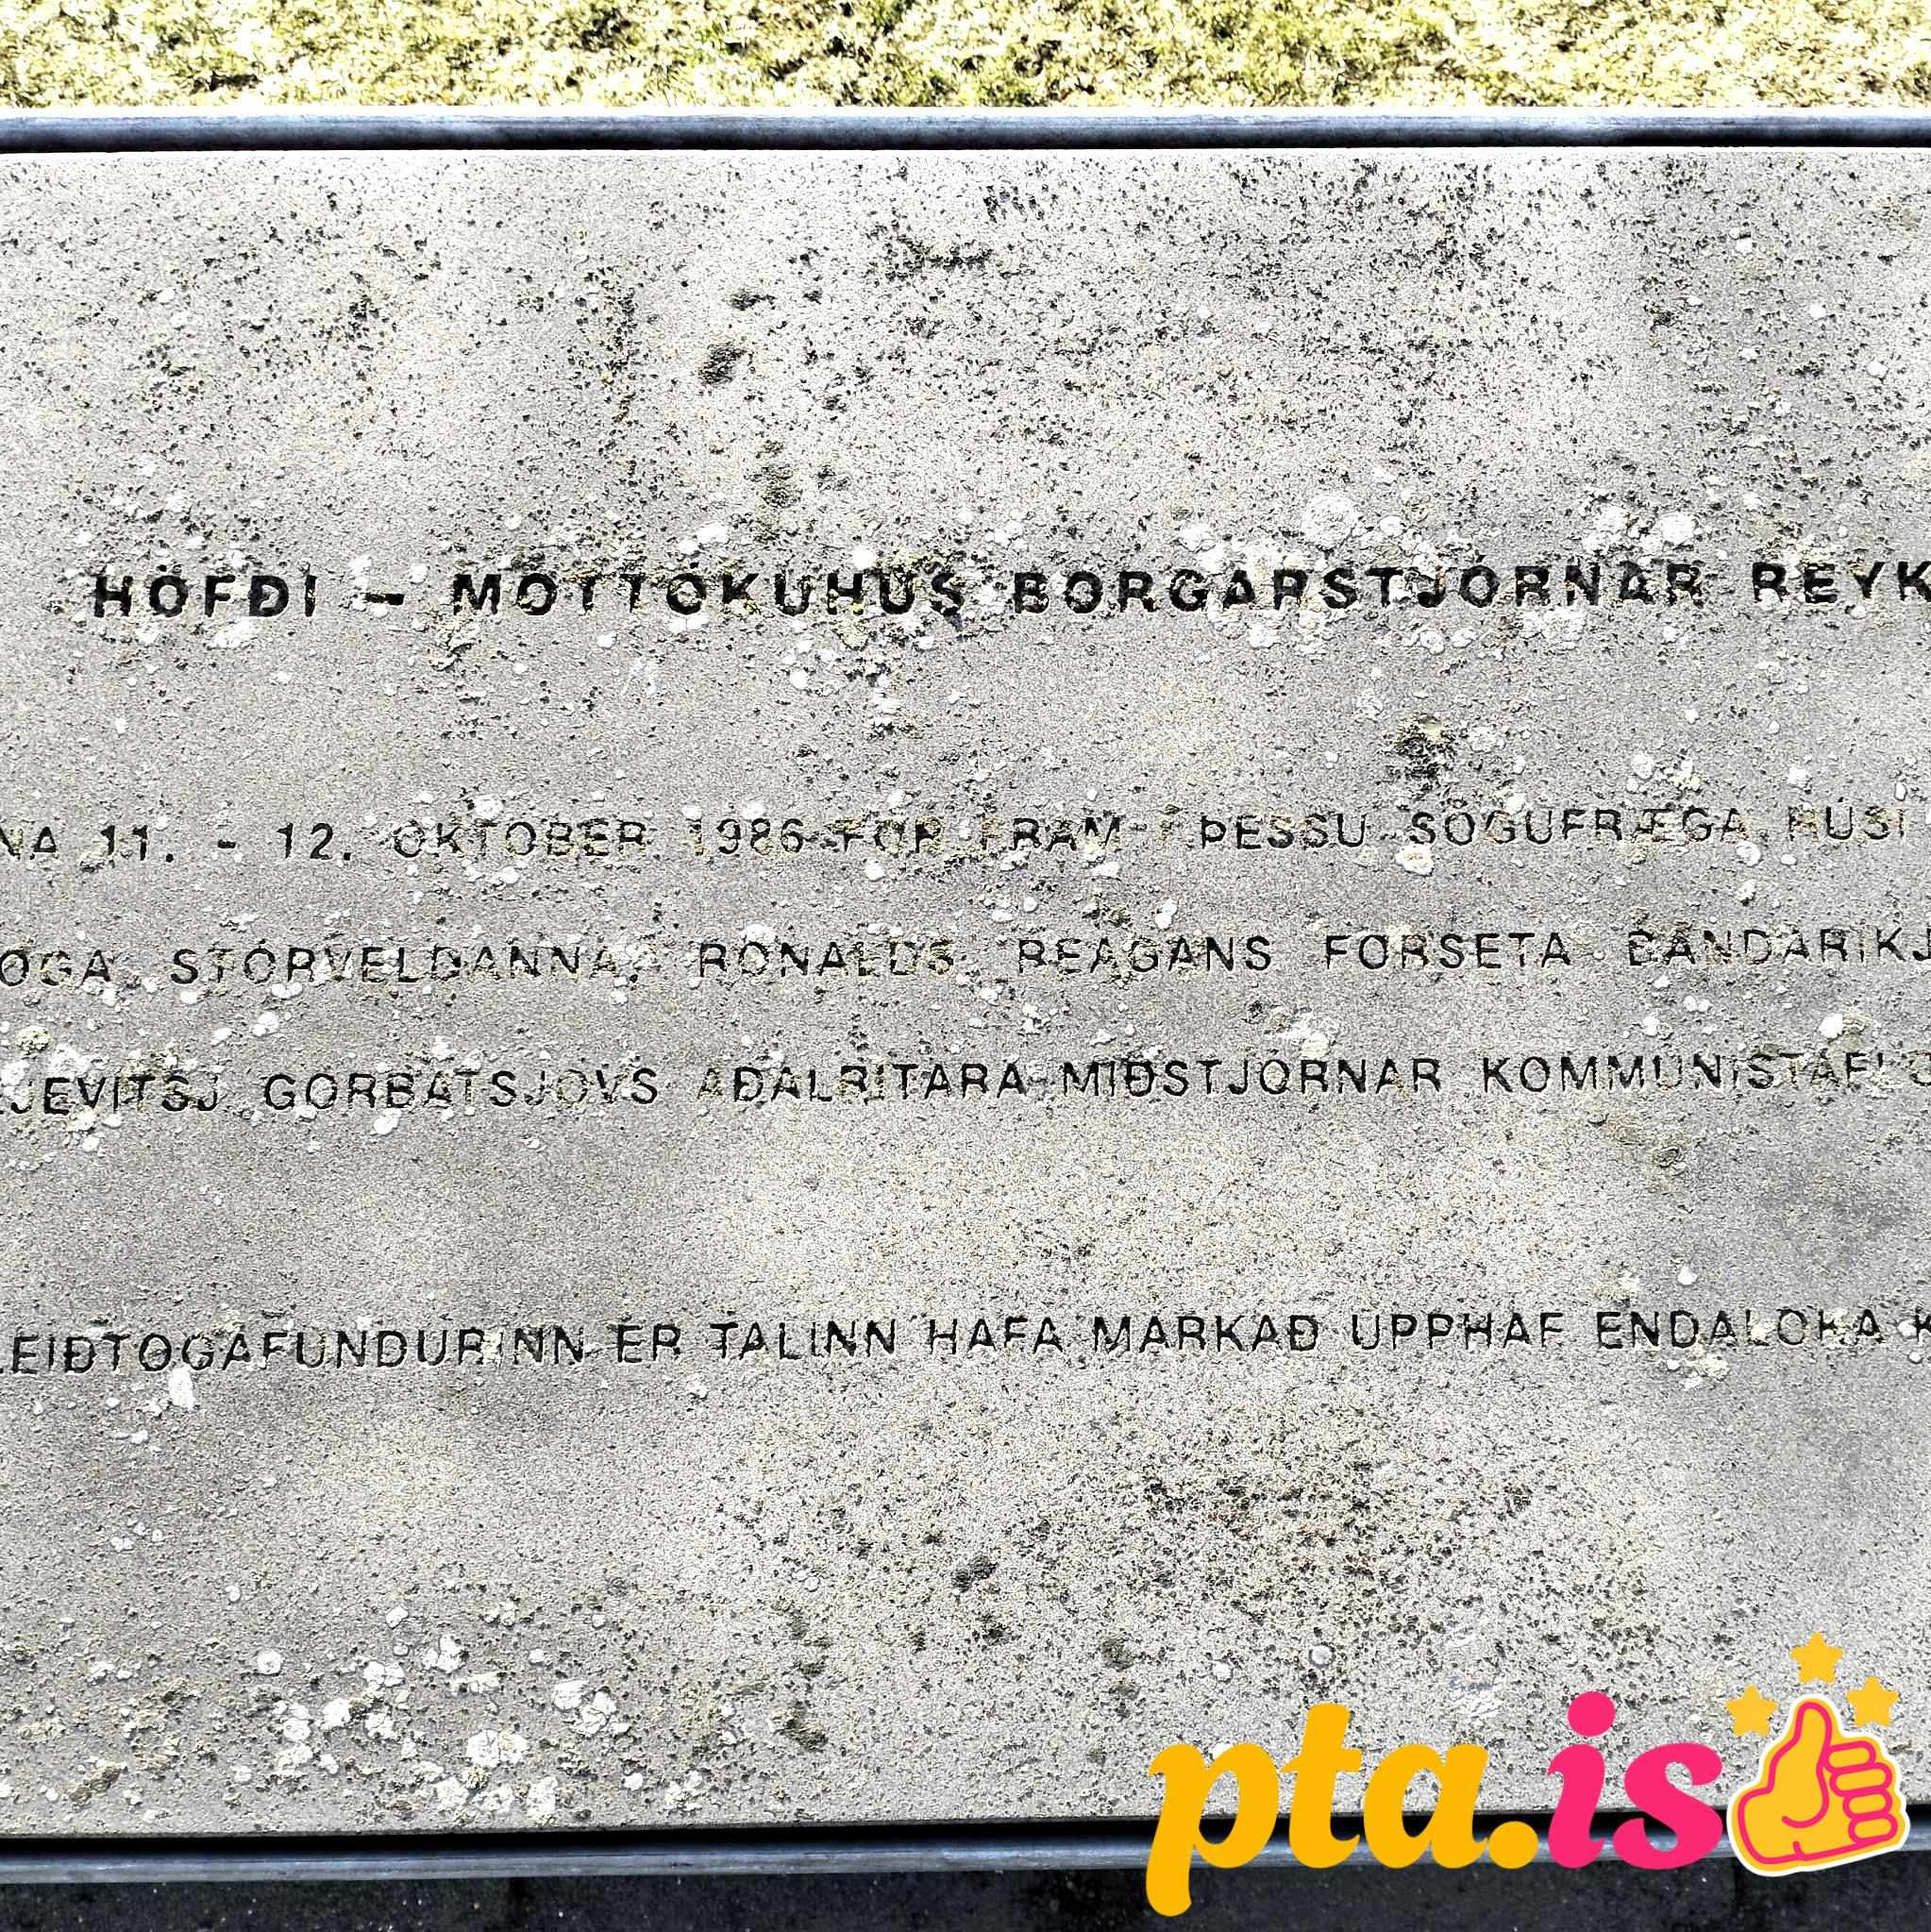 HÖFÐI – MÓTTÖKUHÚS BORGARSTJÓRNAR REYK
NA 11. - 12. OKTÓBER 1986 FÓR FRAM Í ÞESSU SÖGUFRÆGA HÚSI
OGA STÓRVELDANNA, RONALDS REAGANS FORSETA BANDARÍKJ
JEVITSJ GORBATSJOVS AÐALRITARA MIÐSTJÓRNAR KOMMÚNISTAFL
LEIÐTOGAFUNDURINN ER TALINN HAFA MARKAÐ UPPHAF ENDALOKA K
pta.is